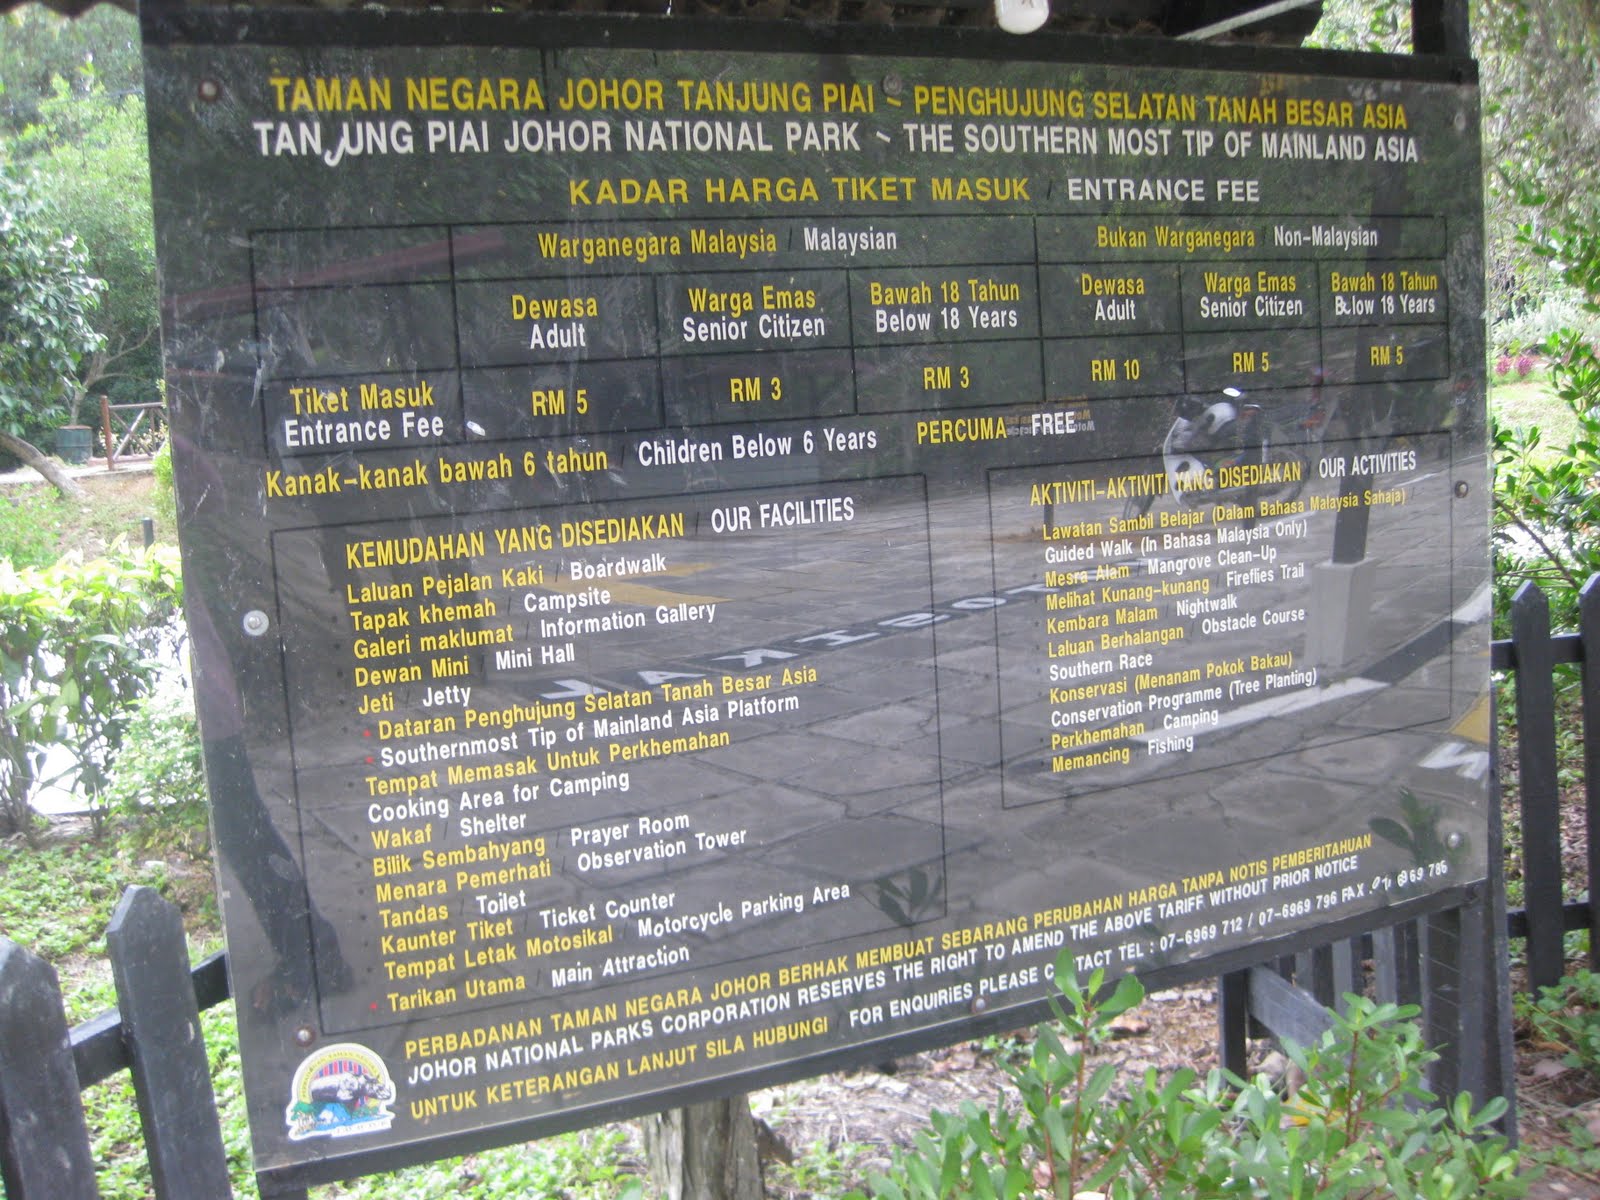 TAMAN NEGARA JOHOR TANJUNG PIAI ~ PENGHUJUNG SELATAN TANAH BESAR ASIA
TANJUNG PIAI JOHOR NATIONAL PARK ~ THE SOUTHERN MOST TIP OF MAINLAND ASIA
KADAR HARGA TIKET MASUK / ENTRANCE FEE
Warganegara Malaysia / Malaysian Bukan Warganegara / Non-Malaysian
Dewasa Warga Emas Bawah 18 Tahun Dewasa Warga Emas Bawah 18 Tahun
Adult Senior Citizen Below 18 Years Adult Senior Citizen Below 18 Years
Tiket Masuk RM 5 RM 3 RM 3 RM 10 RM 5 RM 5
Entrance Fee
Kanak-kanak bawah 6 tahun / Children Below 6 Years PERCUMA FREE
KEMUDAHAN YANG DISEDIAKAN / OUR FACILITIES
Laluan Pejalan Kaki / Boardwalk
Tapak khemah / Campsite
Galeri maklumat / Information Gallery
Dewan Mini / Mini Hall
Jeti / Jetty
Dataran Penghujung Selatan Tanah Besar Asia
Southernmost Tip of Mainland Asia Platform
Tempat Memasak Untuk Perkhemahan
Cooking Area for Camping
Wakaf / Shelter
Bilik Sembahyang / Prayer Room
Menara Pemerhati / Observation Tower
Tandas / Toilet
Kaunter Tiket / Ticket Counter
Tempat Letak Motosikal / Motorcycle Parking Area
Tarikan Utama / Main Attraction
AKTIVITI-AKTIVITI YANG DISEDIAKAN / OUR ACTIVITIES
Lawatan Sambil Belajar (Dalam Bahasa Malaysia Sahaja) /
Guided Walk (In Bahasa Malaysia Only)
Mesra Alam / Mangrove Clean-Up
Melihat Kunang-kunang / Fireflies Trail
Kembara Malam / Nightwalk
Laluan Berhalangan / Obstacle Course
Southern Race
Konservasi (Menanam Pokok Bakau)
Conservation Programme (Tree Planting)
Perkhemahan / Camping
Memancing / Fishing
PERBADANAN TAMAN NEGARA JOHOR BERHAK MEMBUAT SEBARANG PERUBAHAN HARGA TANPA NOTIS PEMBERITAHUAN
JOHOR NATIONAL PARKS CORPORATION RESERVES THE RIGHT TO AMEND THE ABOVE TARIFF WITHOUT PRIOR NOTICE
UNTUK KETERANGAN LANJUT SILA HUBUNGI / FOR ENQUIRiES PLEASE CONTACT TEL : 07-6969 712 / 07-6969 796 FAX 6969 786